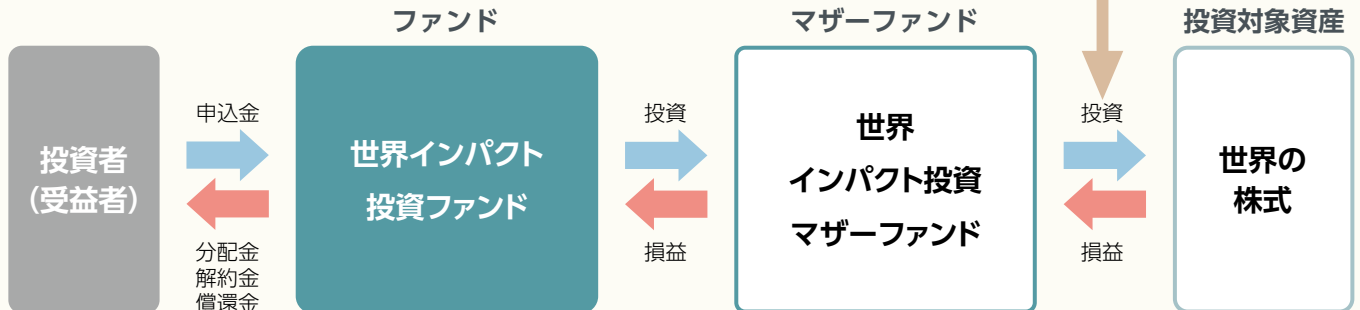 ファンド
マザーファンド
投資対象資産
投資者
(受益者)
申込金
分配金
解約金
償還金
世界インパクト
投資ファンド
投資
損益
世界
インパクト投資
マザーファンド
投資
損益
世界の
株式